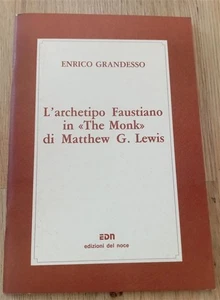 ENRICO GRANDESSO
L'archetipo Faustiano
in «The Monk»
di Matthew G. Lewis
EDN
edizioni del noce